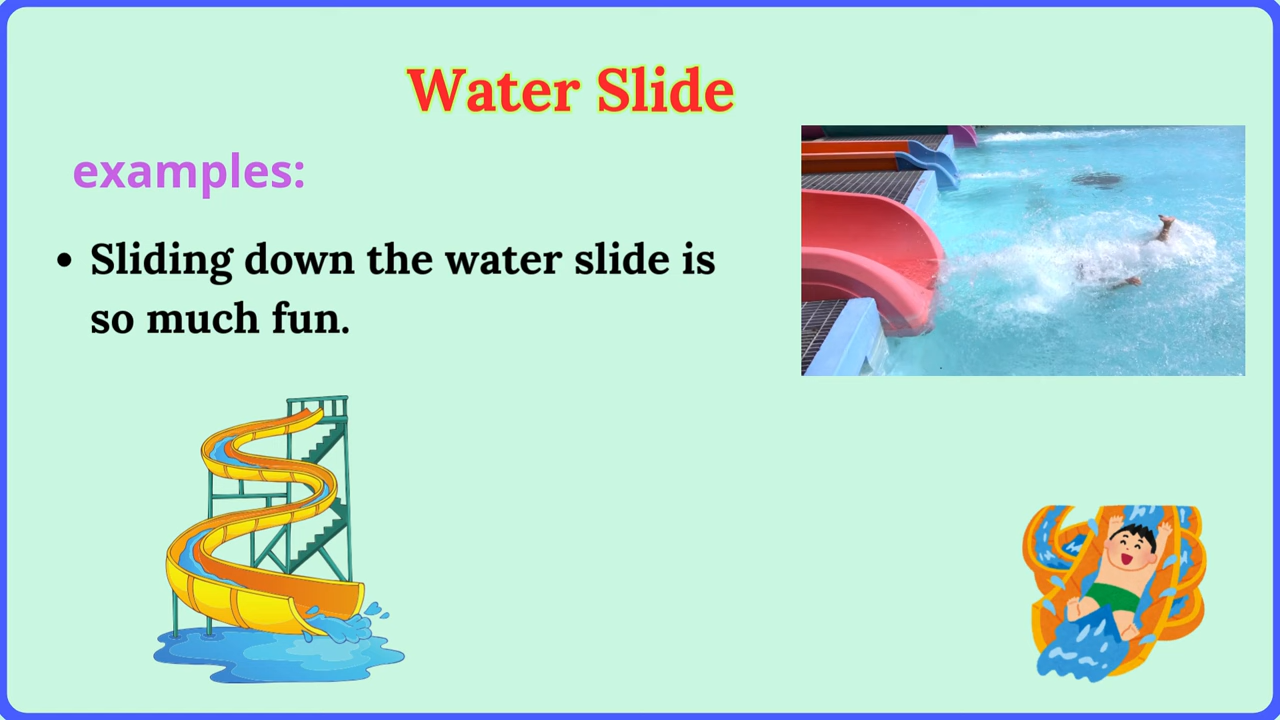 Water Slide
examples:
• Sliding down the water slide is
so much fun.